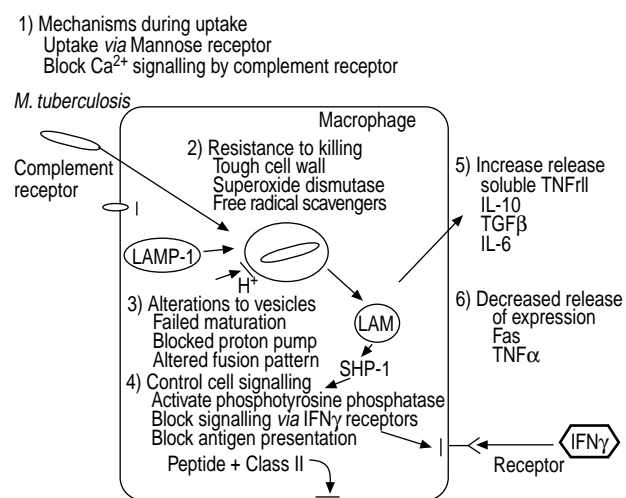 1) Mechanisms during uptake
Uptake via Mannose receptor
Block Ca2+ signalling by complement receptor
M. tuberculosis
Macrophage
Complement
receptor
2) Resistance to killing
Tough cell wall
Superoxide dismutase
Free radical scavengers
5) Increase release
soluble TNFrII
IL-10
TGFβ
IL-6
LAMP-1
H+
3) Alterations to vesicles
Failed maturation
Blocked proton pump
Altered fusion pattern
LAM
SHP-1
6) Decreased release
of expression
Fas
TNFα
4) Control cell signalling
Activate phosphotyrosine phosphatase
Block signalling via IFNγ receptors
Block antigen presentation
Peptide + Class II
IFNγ
Receptor